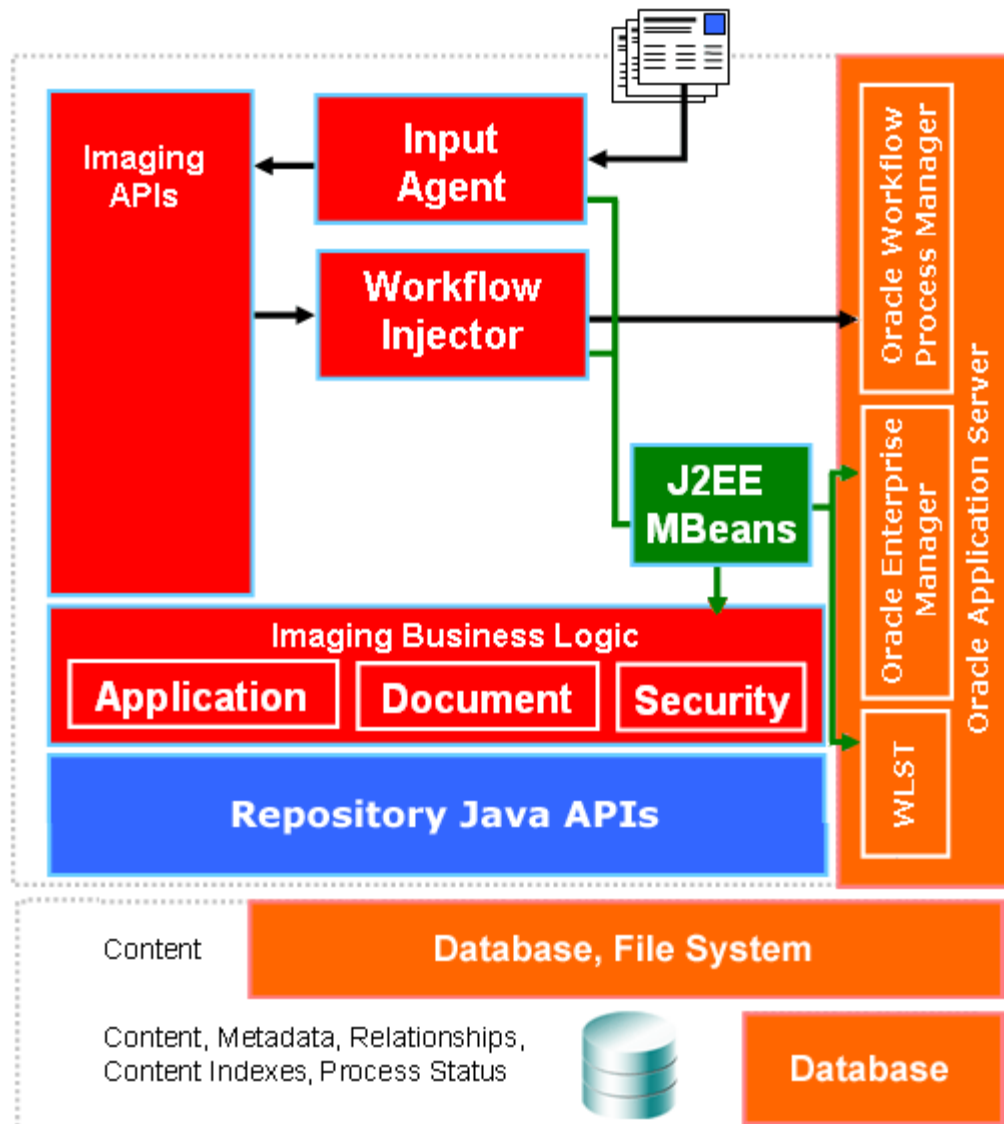 Imaging
APIs
Input
Agent
Workflow
Injector
J2EE
MBeans
Oracle Workflow
Process Manager
Oracle Enterprise
Manager
WLST
Oracle Application Server
Imaging Business Logic
Application
Document
Security
Repository Java APIs
Content
Database, File System
Content, Metadata, Relationships,
Content Indexes, Process Status
Database